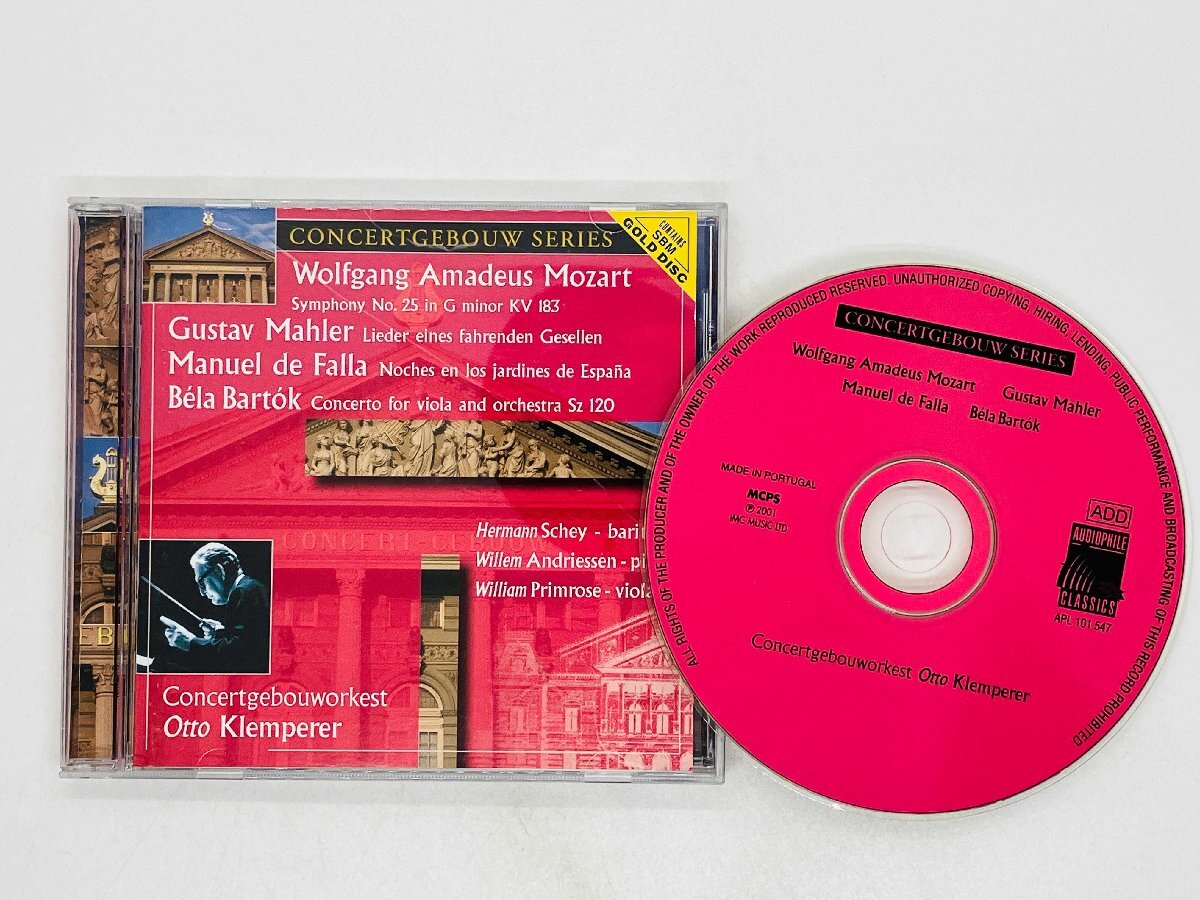 CONCERTGEBOUW SERIES
CONTAINS
SBM
GOLD DISC
Wolfgang Amadeus Mozart
Symphony No. 25 in G minor KV 183
Gustav Mahler Lieder eines fahrenden Gesellen
Manuel de Falla Noches en los jardines de España
Béla Bartók Concerto for viola and orchestra Sz 120
CONCERTGE
Hermann Schey - barit
Willem Andriessen - p
William Primrose - viola
Concertgebouworkest
Otto Klemperer
EB
ALL RIGHTS OF THE PRODUCER AND OF THE OWNER OF THE WORK REPRODUCED RESERVED. UNAUTHORIZED COPYING, HIRING, LENDING, PUBLIC PERFORMANCE AND BROADCASTING OF THIS RECORD PROHIBITED
CONCERTGEBOUW SERIES
Wolfgang Amadeus Mozart Gustav Mahler
Manuel de Falla Béla Bartók
MADE IN PORTUGAL
MCPS
℗ 2001
IMC MUSIC LTD
ADD
AUDIOPHILE
CLASSICS
APL 101.547
Concertgebouworkest Otto Klemperer